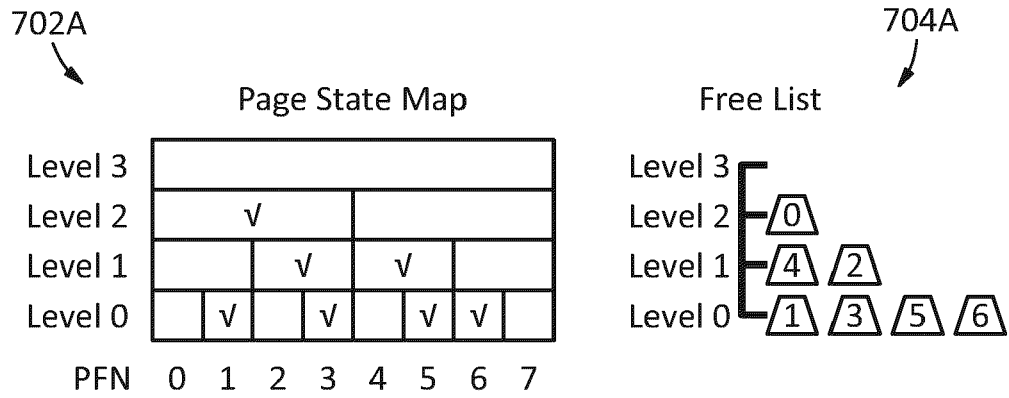 702A 704A
Page State Map Free List
Level 3 Level 3
Level 2 √ Level 2 0
Level 1 √ √ Level 1 4 2
Level 0 √ √ √ √ Level 0 1 3 5 6
PFN 0 1 2 3 4 5 6 7